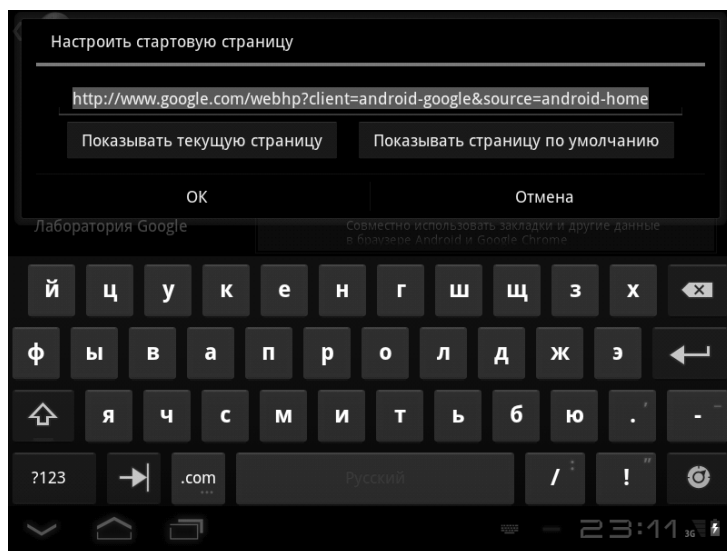 Настроить стартовую страницу
http://www.google.com/webhp?client=android-google&source=android-home
Показывать текущую страницу Показывать страницу по умолчанию
ОК Отмена
Лаборатория Google
Совместно использовать закладки и другие данные
в браузере Android и Google Chrome
й ц у к е н г ш щ з х
ф ы в а п р о л д ж э
я ч с м и т ь б ю . ' - _
?123 .com ... Русский / : ! "
23:11 3G